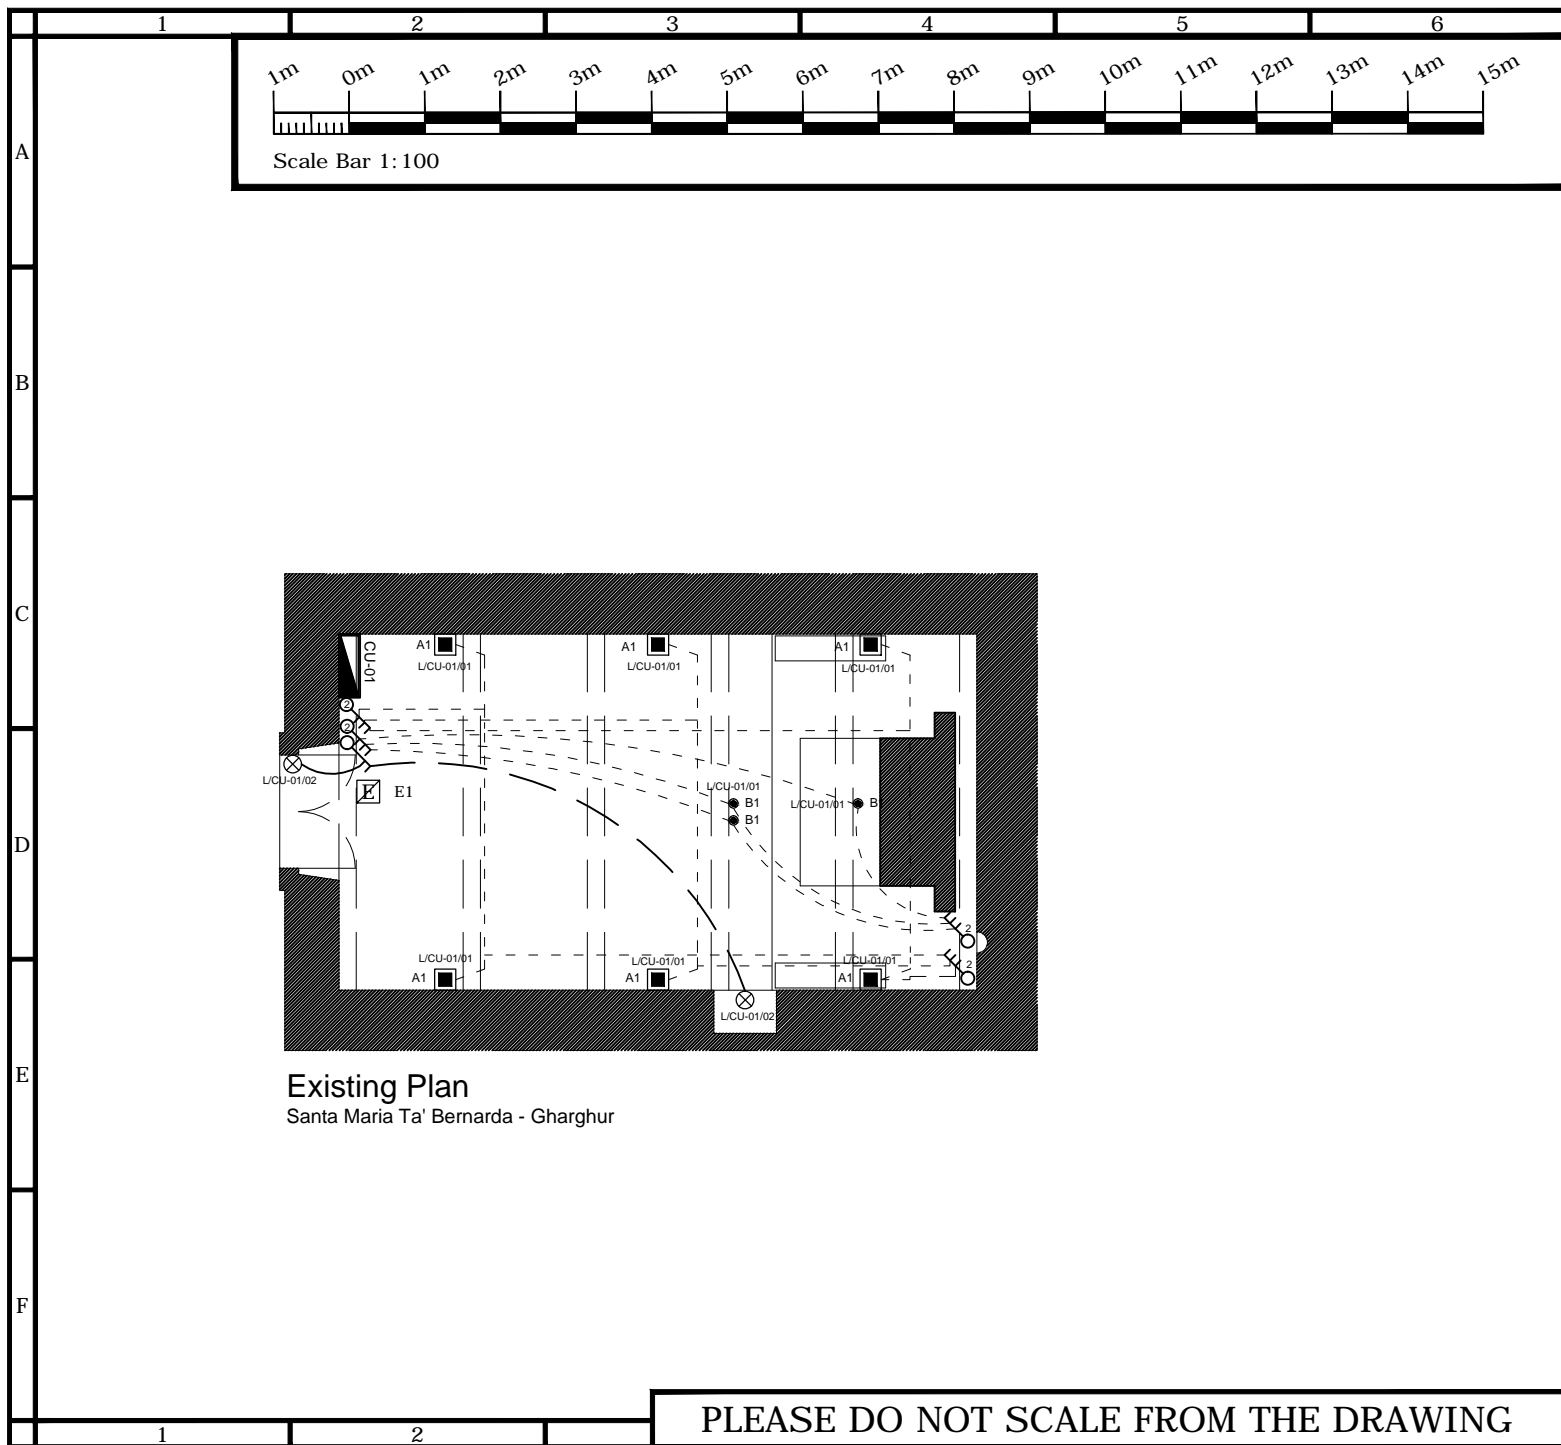 1 2 3 4 5 6
1m 0m 1m 2m 3m 4m 5m 6m 7m 8m 9m 10m 11m 12m 13m 14m 15m
Scale Bar 1:100
A
B
C
D
E
F
CU-01
A1
L/CU-01/01
A1
L/CU-01/01
A1
L/CU-01/01
2
2
L/CU-01/02
E E1
L/CU-01/01
B1
B1
L/CU-01/01 B1
2
2
L/CU-01/01
A1
L/CU-01/01
A1
L/CU-01/01
A1
L/CU-01/02
Existing Plan
Santa Maria Ta' Bernarda - Gharghur
PLEASE DO NOT SCALE FROM THE DRAWING
1 2